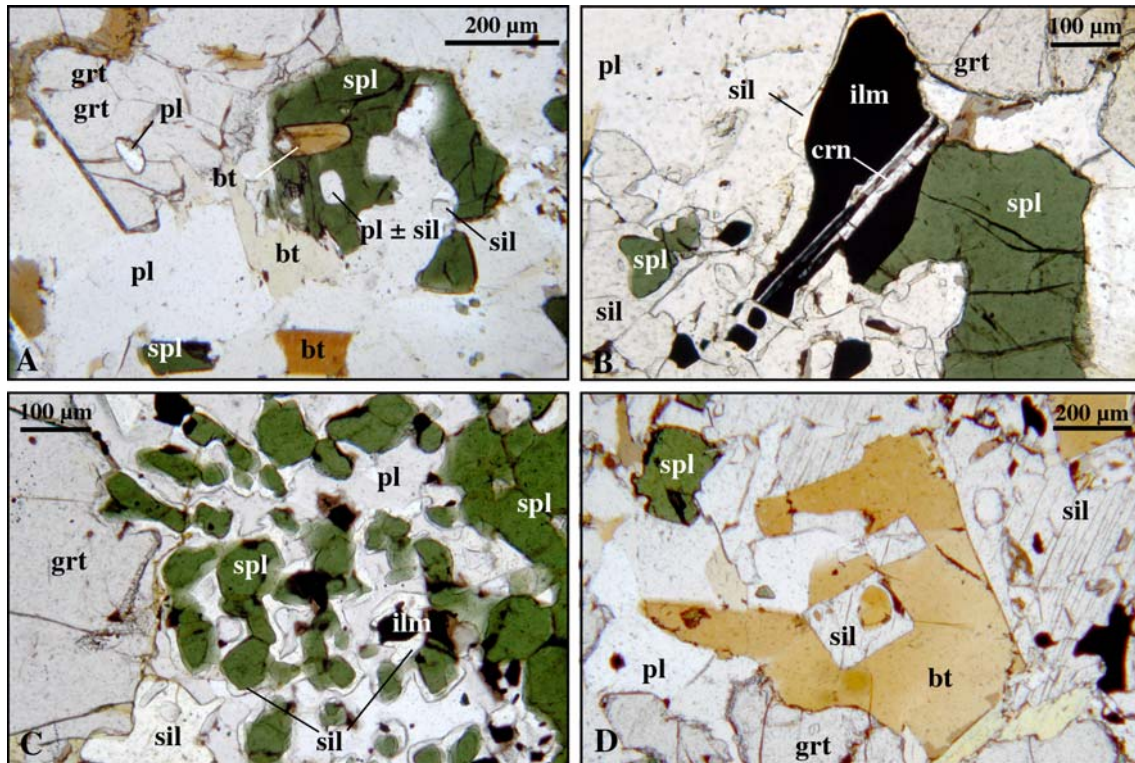 200 µm
grt
spl
grt
pl
bt
pl ± sil
sil
bt
pl
spl
bt
A
100 µm
pl
grt
sil
ilm
crn
spl
spl
sil
B
100 µm
pl
spl
grt
spl
ilm
sil
sil
C
200 µm
spl
sil
sil
pl
bt
grt
D